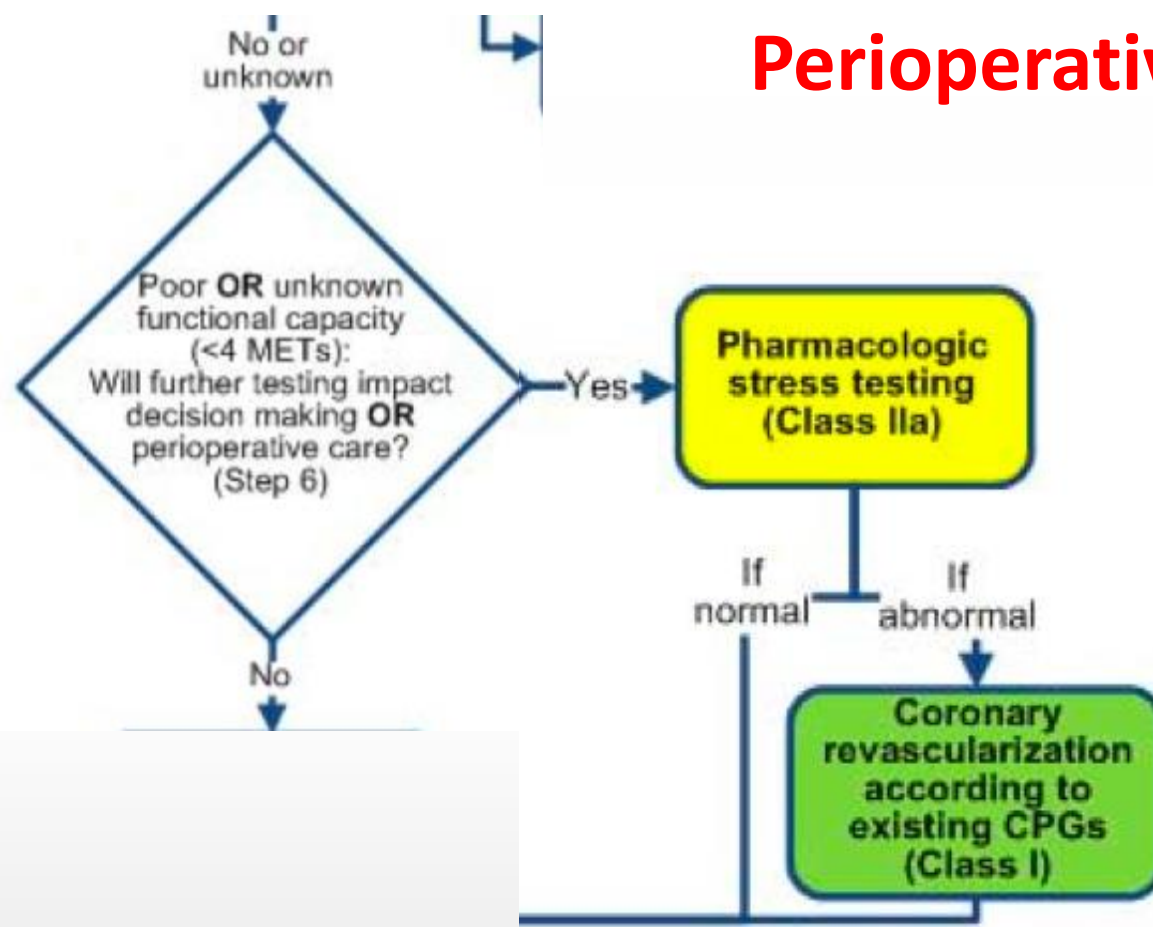 No or
unknown
Perioperativ
Poor OR unknown
functional capacity
(<4 METs):
Will further testing impact
decision making OR
perioperative care?
(Step 6)
Yes
Pharmacologic
stress testing
(Class IIa)
If
normal
If
abnormal
No
Coronary
revascularization
according to
existing CPGs
(Class I)